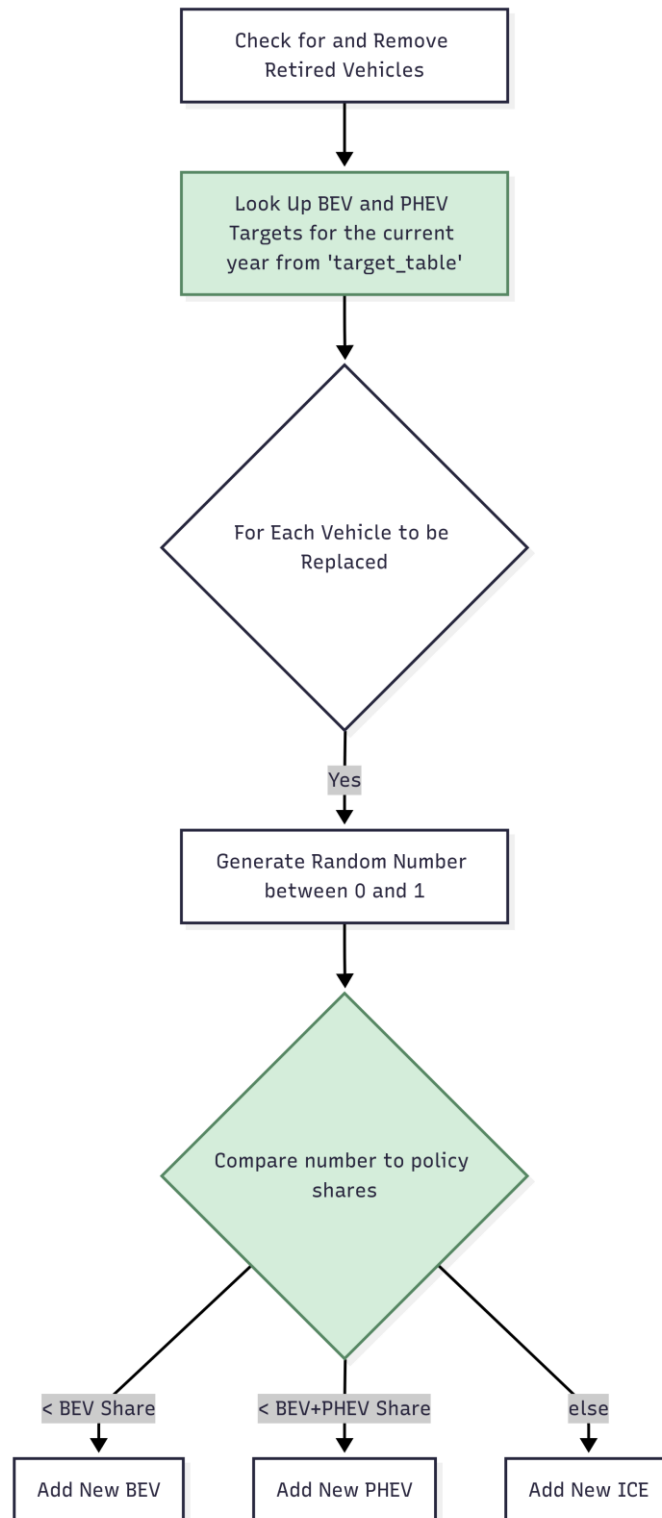 Check for and Remove
Retired Vehicles
Look Up BEV and PHEV
Targets for the current
year from 'target_table'
For Each Vehicle to be
Replaced
Yes
Generate Random Number
between 0 and 1
Compare number to policy
shares
< BEV Share
< BEV+PHEV Share
else
Add New BEV
Add New PHEV
Add New ICE